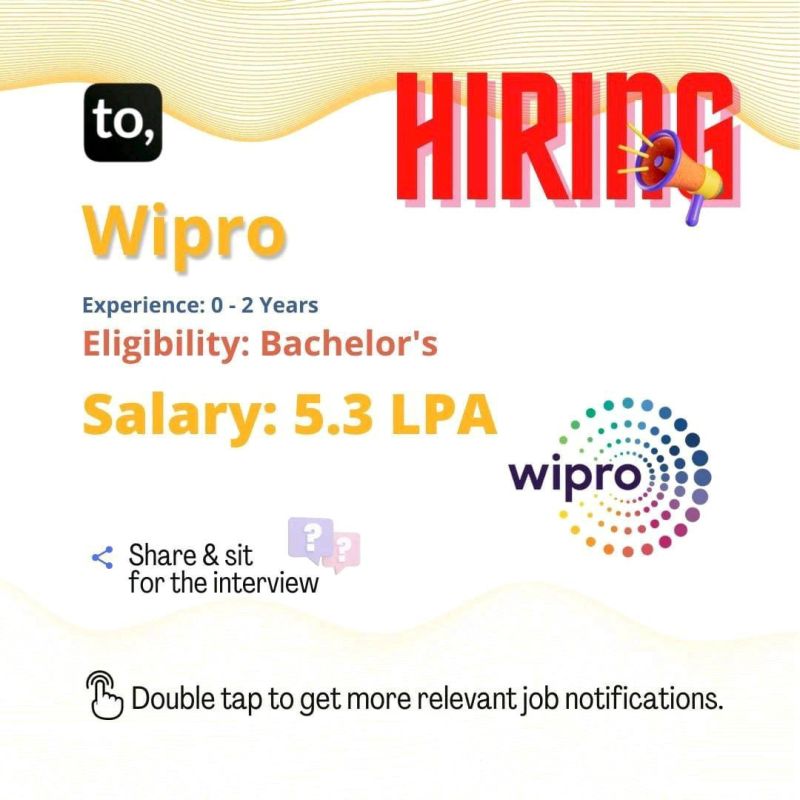 to,
HIRING
Wipro
Experience: 0 - 2 Years
Eligibility: Bachelor's
Salary: 5.3 LPA
wipro
? ?
Share & sit
for the interview
Double tap to get more relevant job notifications.